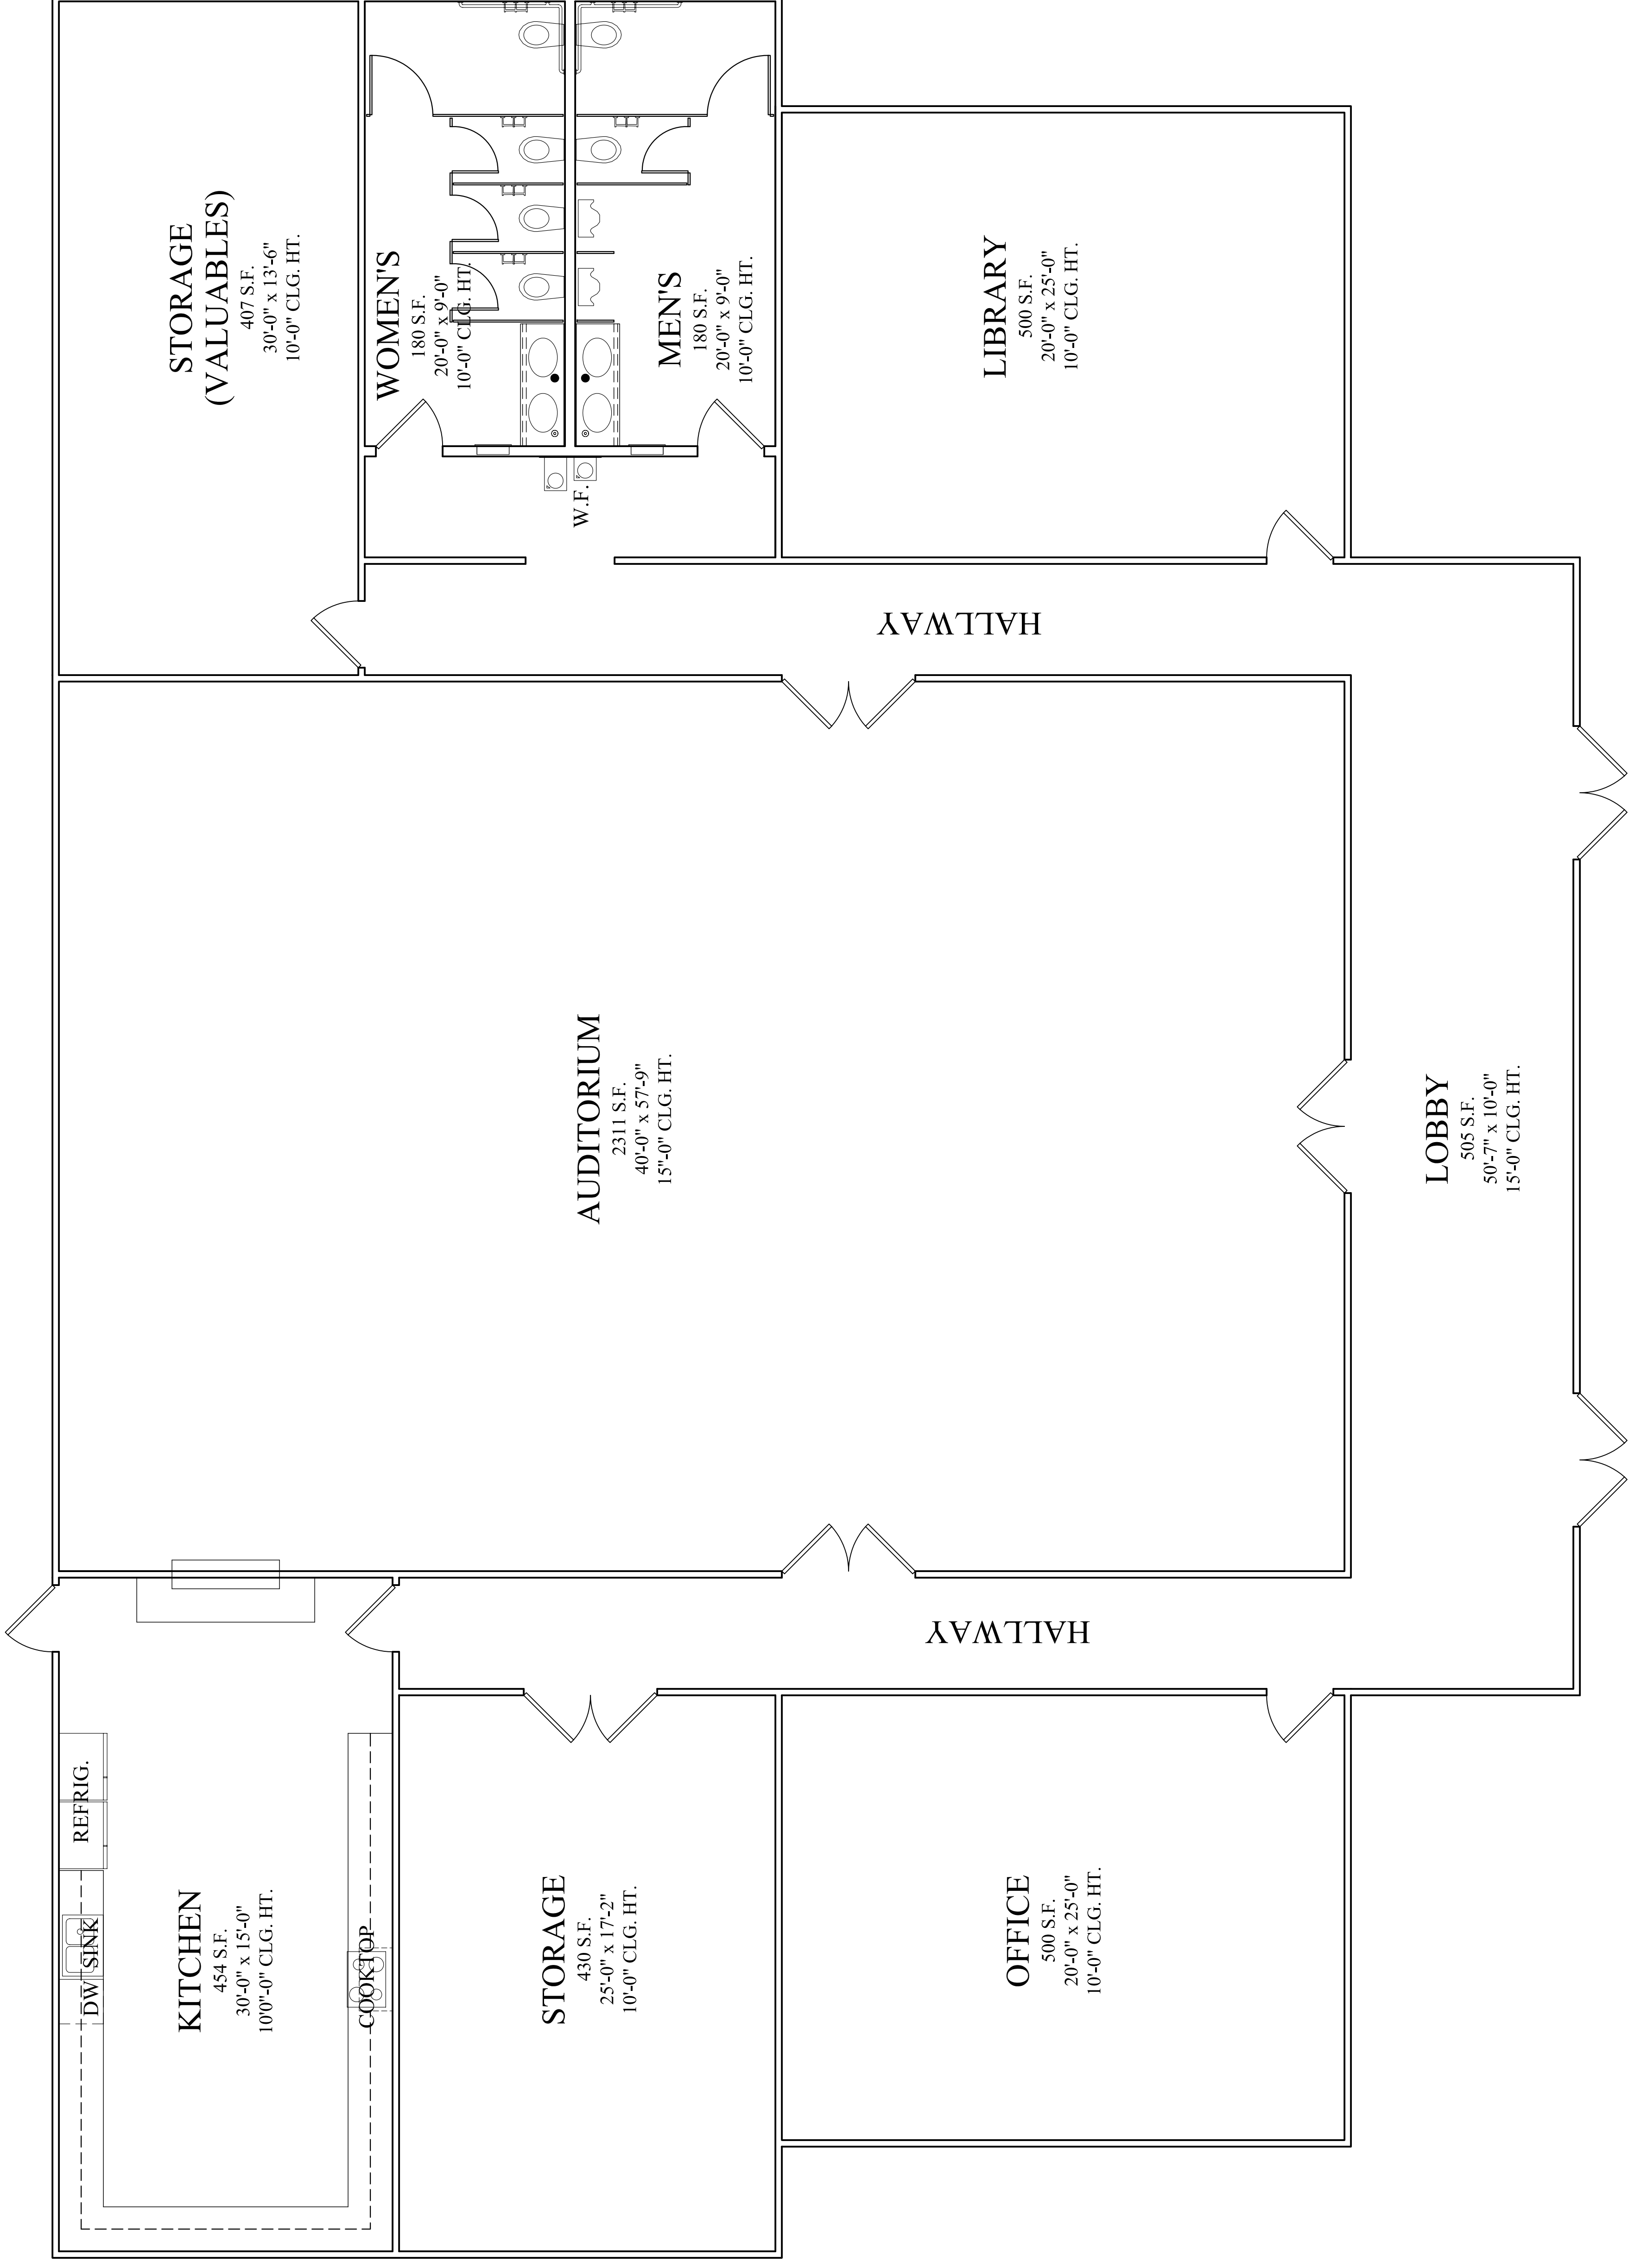 STORAGE
(VALUABLES)
407 S.F.
30'-0" x 13'-6"
10'-0" CLG. HT.
WOMEN'S
180 S.F.
20'-0" x 9'-0"
10'-0" CLG. HT.
MEN'S
180 S.F.
20'-0" x 9'-0"
10'-0" CLG. HT.
W.F.
LIBRARY
500 S.F.
20'-0" x 25'-0"
10'-0" CLG. HT.
HALLWAY
AUDITORIUM
2311 S.F.
40'-0" x 57'-9"
15"-0" CLG. HT.
LOBBY
505 S.F.
50'-7" x 10'-0"
15'-0" CLG. HT.
HALLWAY
REFRIG.
DW SINK
KITCHEN
454 S.F.
30'-0" x 15'-0"
10'0"-0" CLG. HT.
COOKTOP
STORAGE
430 S.F.
25'-0" x 17'-2"
10'-0" CLG. HT.
OFFICE
500 S.F.
20'-0" x 25'-0"
10'-0" CLG. HT.